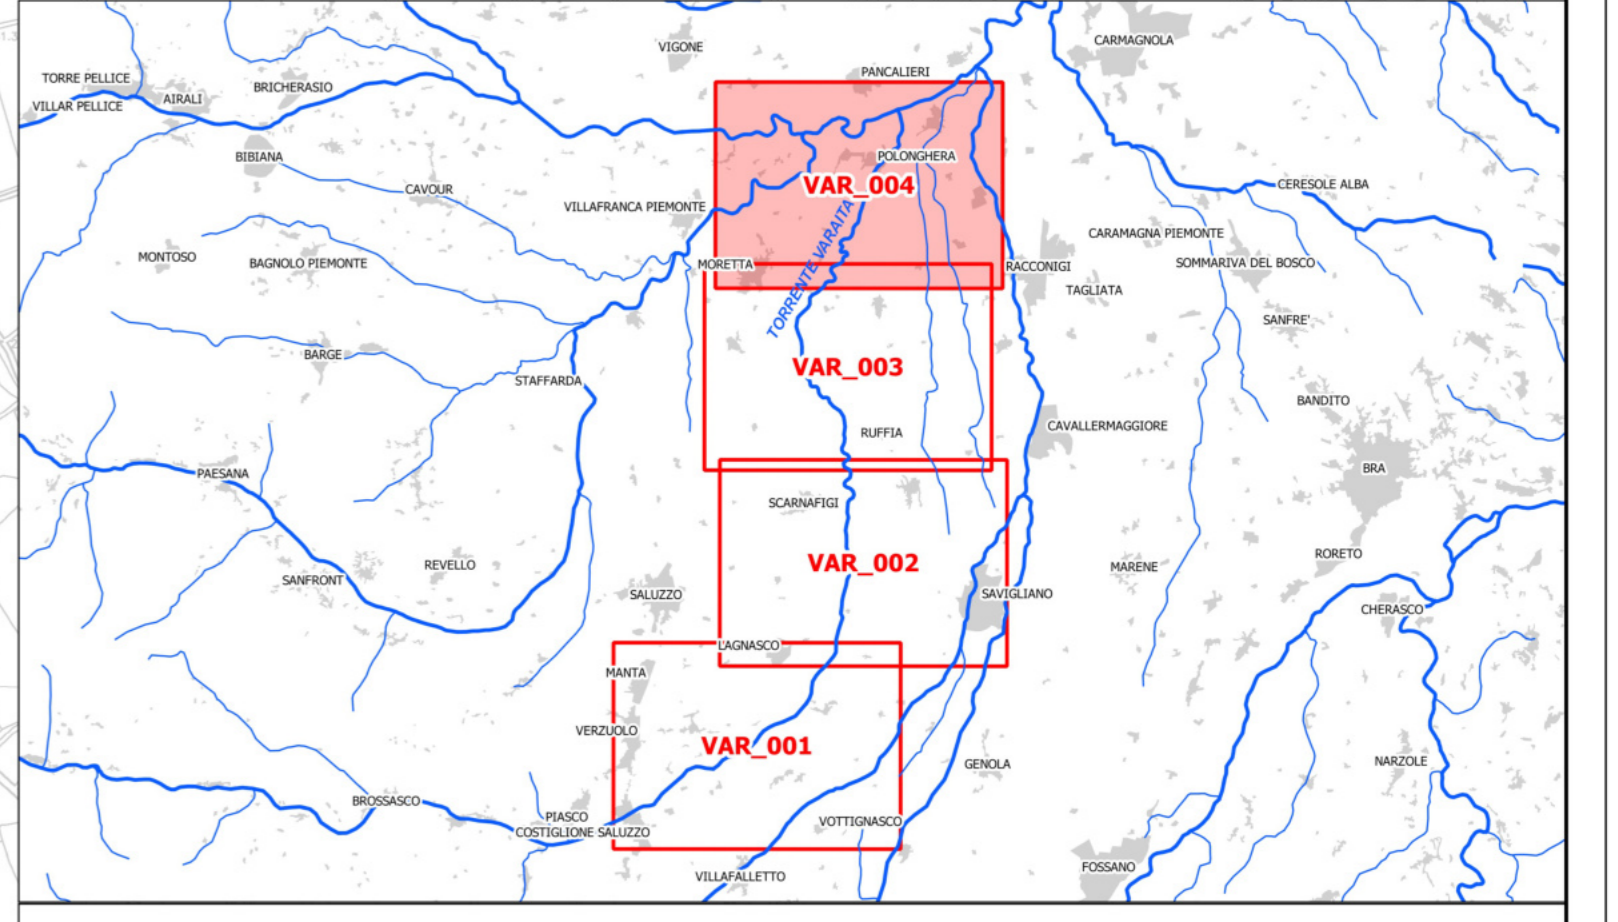 VIGONE
CARMAGNOLA
PANCALIERI
TORRE PELLICE
BRICHERASIO
AIRALI
VILLAR PELLICE
BIBIANA
POLONGHERA
CAVOUR
VAR_004
CERESOLE ALBA
VILLAFRANCA PIEMONTE
TORRENTE VARAITA
CARAMAGNA PIEMONTE
MONTOSO
BAGNOLO PIEMONTE
MORETTA
RACCONIGI
SOMMARIVA DEL BOSCO
TAGLIATA
SANFRE'
BARGE
VAR_003
STAFFARDA
BANDITO
RUFFIA
CAVALLERMAGGIORE
PAESANA
BRA
SCARNAFIGI
VAR_002
REVELLO
SANFRONT
MARENE
RORETO
SALUZZO
SAVIGLIANO
CHERASCO
LAGNASCO
MANTA
VERZUOLO
VAR_001
GENOLA
NARZOLE
BROSSASCO
PIASCO
COSTIGLIONE SALUZZO
VOTTIGNASCO
FOSSANO
VILLAFALLETTO